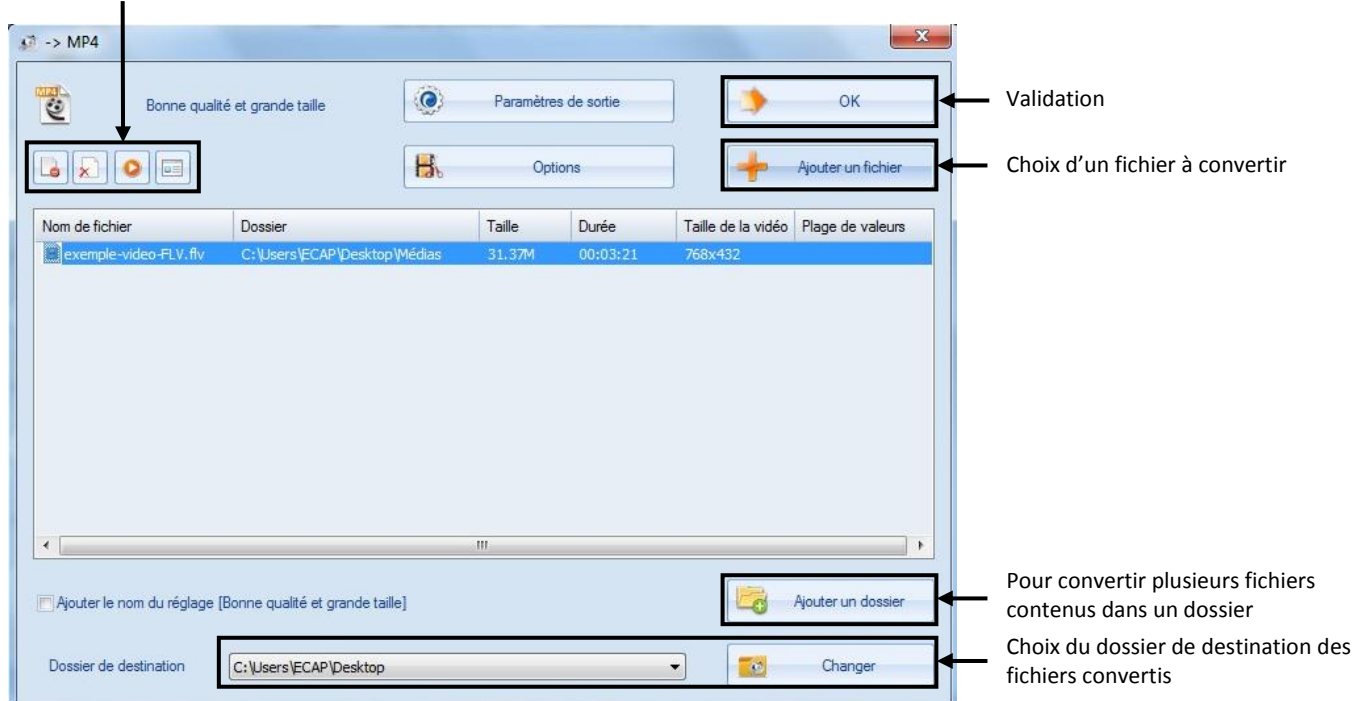 -> MP4
MP4
Bonne qualité et grande taille
Paramètres de sortie
OK
Validation
Options
Ajouter un fichier
Choix d’un fichier à convertir
Nom de fichier Dossier Taille Durée Taille de la vidéo Plage de valeurs
exemple-video-FLV.flv C:\Users\ECAP\Desktop\Médias 31.37M 00:03:21 768x432
Ajouter le nom du réglage [Bonne qualité et grande taille]
Ajouter un dossier
Pour convertir plusieurs fichiers
contenus dans un dossier
Dossier de destination
C:\Users\ECAP\Desktop
Changer
Choix du dossier de destination des
fichiers convertis